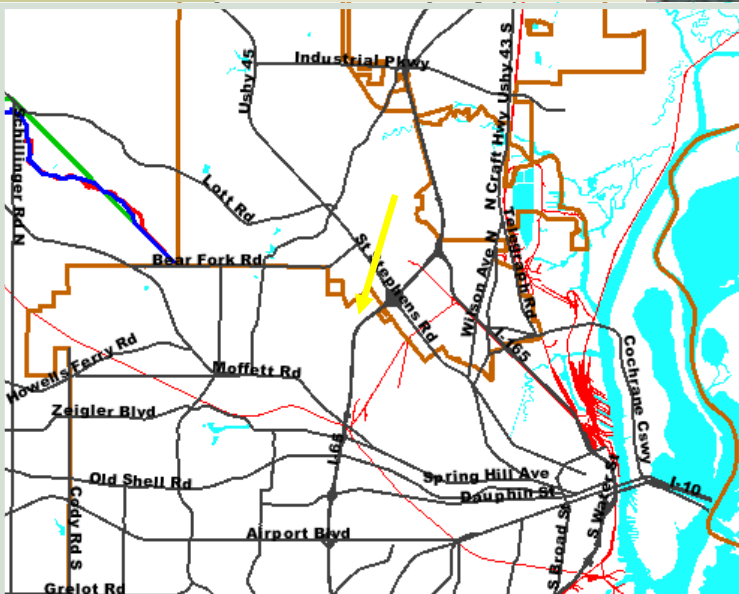 Industrial Pkwy
Ushy 45
N Craft Hwy Ushy 43 S
Schillinger Rd N
Lott Rd
Telegraph Rd
St Stephens Rd
Wilson Ave N
Bear Fork Rd
I-165
Howells Ferry Rd
Moffett Rd
Cochrane Cswy
Zeigler Blvd
I-65
Spring Hill Ave
Old Shell Rd
Dauphin St
I-10
Cody Rd S
S Water St
Airport Blvd
S Broad St
Grelot Rd